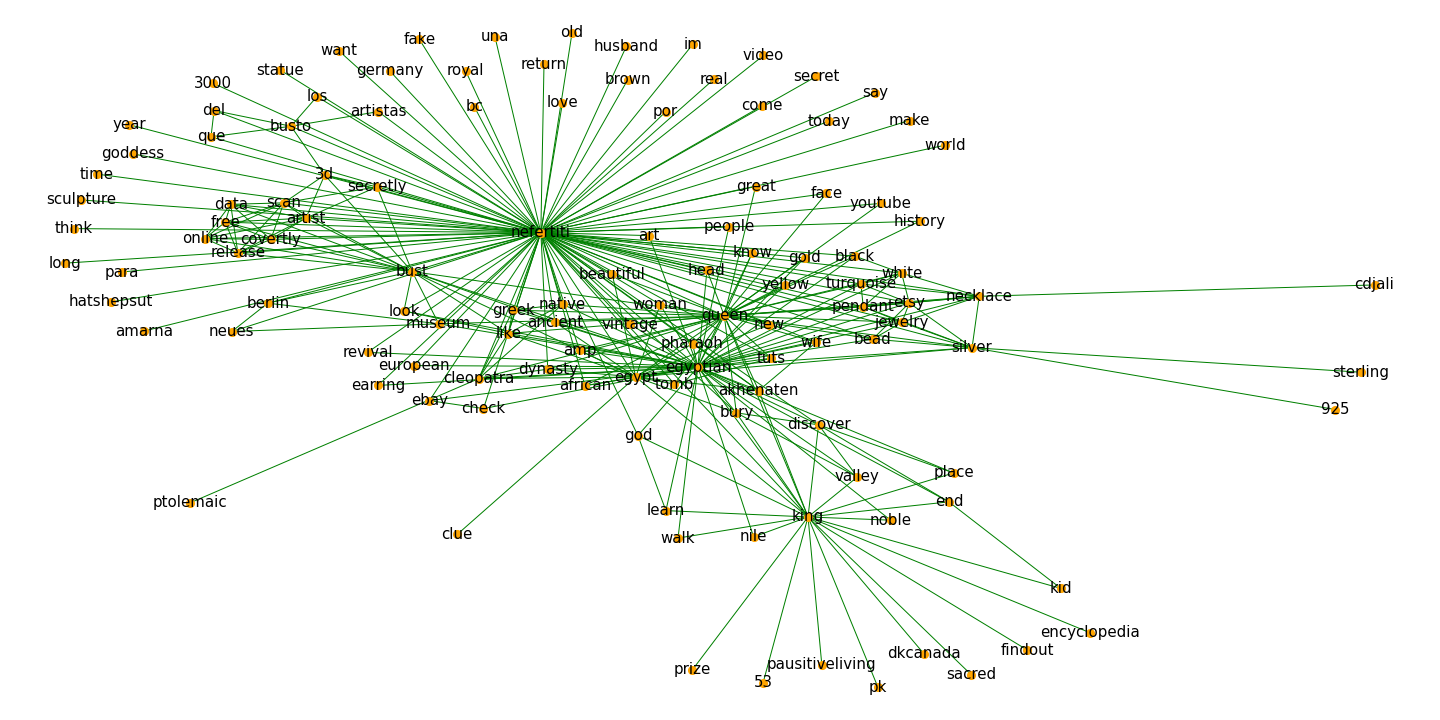 old
una
fake
im
husband
want
video
return
statue
germany
royal
secret
3000
brown
real
los
say
love
bc
come
del
artistas
por
make
year
busto
today
que
world
goddess
time
3d
secretly
great
face
sculpture
data
scan
youtube
free
artist
history
think
people
nefertiti
art
online
covertly
release
know
gold
black
long
para
bust
beautiful
head
white
yellow
turquoise
cdjali
necklace
hatshepsut
berlin
native
woman
etsy
pendant
look
greek
queen
ancient
vintage
new
jewelry
museum
amarna
neues
like
bead
wife
pharaoh
silver
revival
amp
tuts
european
dynasty
egyptian
sterling
cleopatra
egypt
earring
african
tomb
akhenaten
ebay
check
bury
925
discover
god
place
valley
ptolemaic
end
learn
king
noble
clue
walk
nile
kid
encyclopedia
findout
dkcanada
pausitiveliving
prize
sacred
53
pk